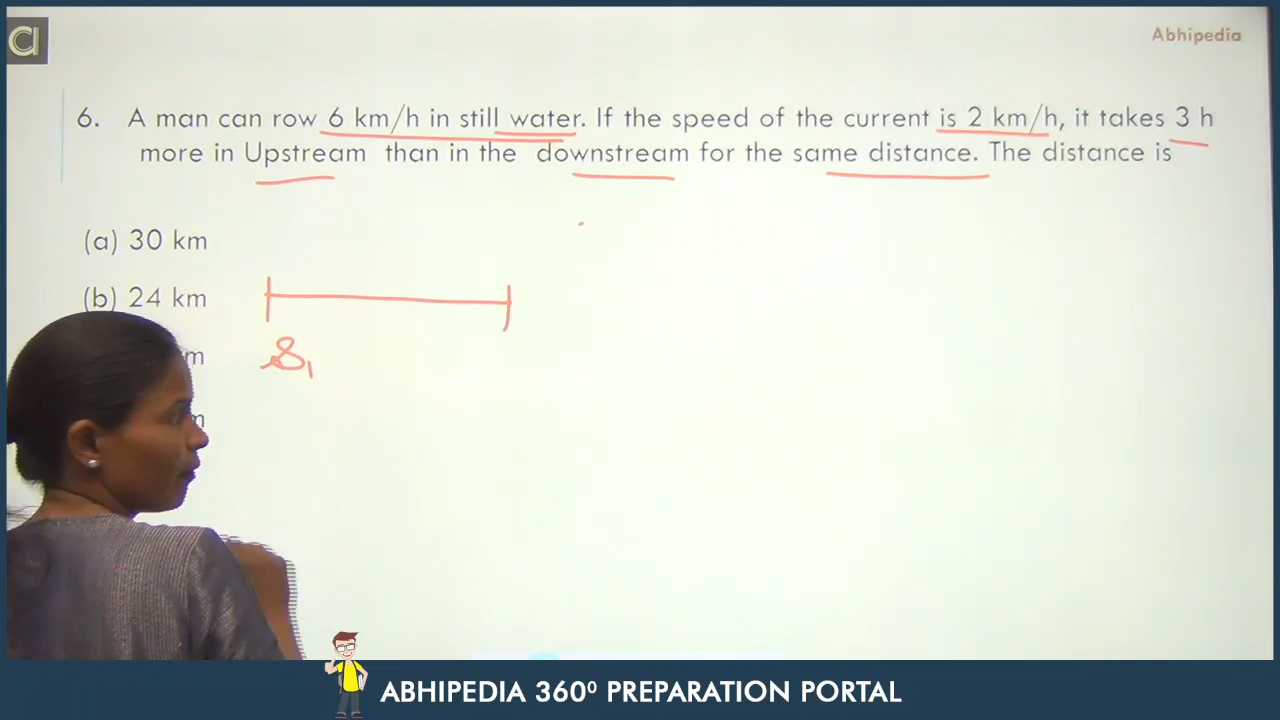 a
Abhipedia
6. A man can row 6 km/h in still water. If the speed of the current is 2 km/h, it takes 3 h
more in Upstream than in the downstream for the same distance. The distance is
(a) 30 km
(b) 24 km
m
m
S₁
ABHIPEDIA 360⁰ PREPARATION PORTAL